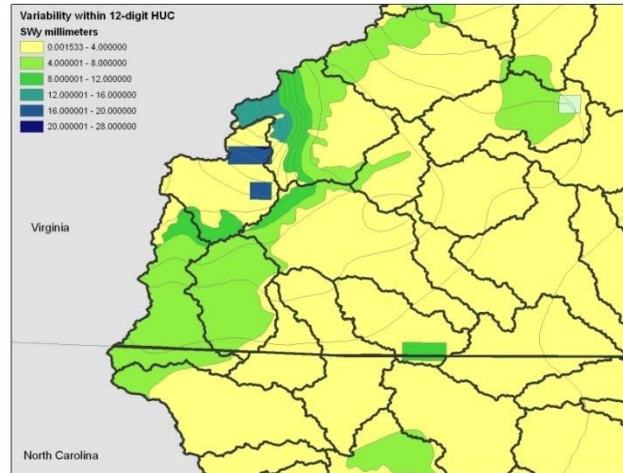 Variability within 12-digit HUC
SWy millimeters
0.001533 - 4.000000
4.000001 - 8.000000
8.000001 - 12.000000
12.000001 - 16.000000
16.000001 - 20.000000
20.000001 - 28.000000
Virginia
North Carolina